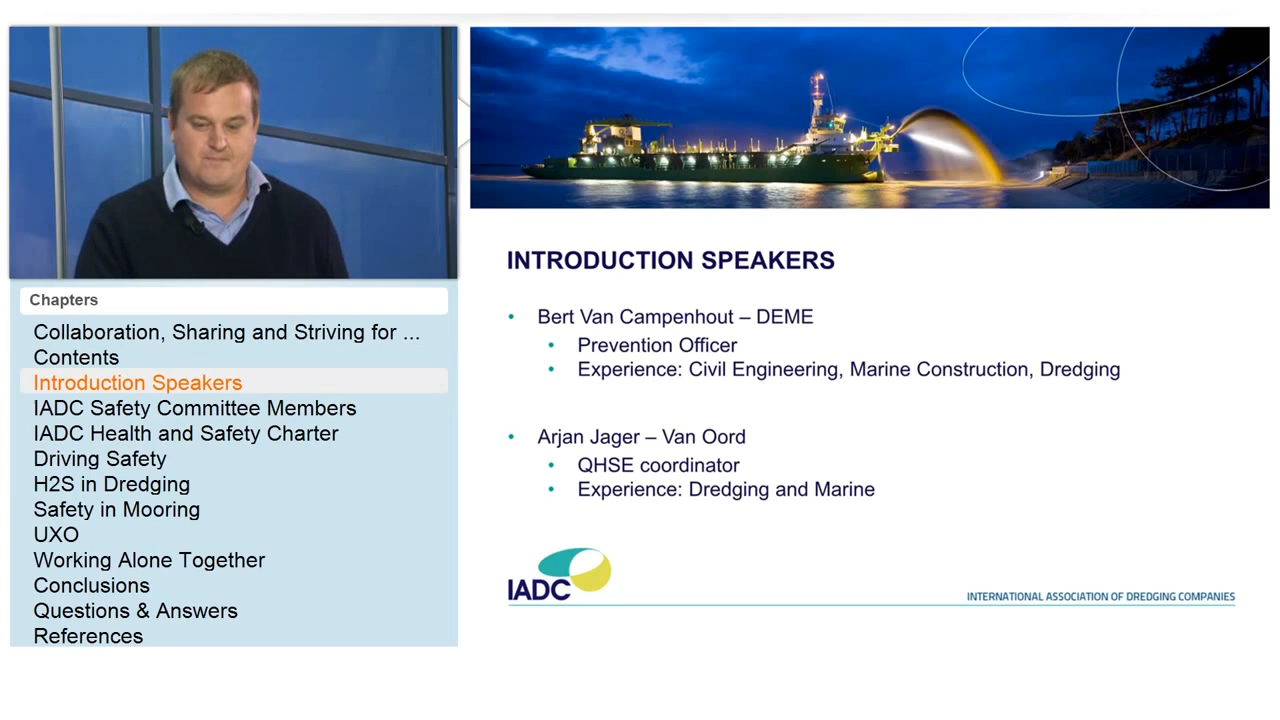 Chapters
Collaboration, Sharing and Striving for ...
Contents
Introduction Speakers
IADC Safety Committee Members
IADC Health and Safety Charter
Driving Safety
H2S in Dredging
Safety in Mooring
UXO
Working Alone Together
Conclusions
Questions & Answers
References
INTRODUCTION SPEAKERS
• Bert Van Campenhout – DEME
• Prevention Officer
• Experience: Civil Engineering, Marine Construction, Dredging
• Arjan Jager – Van Oord
• QHSE coordinator
• Experience: Dredging and Marine
IADC
INTERNATIONAL ASSOCIATION OF DREDGING COMPANIES